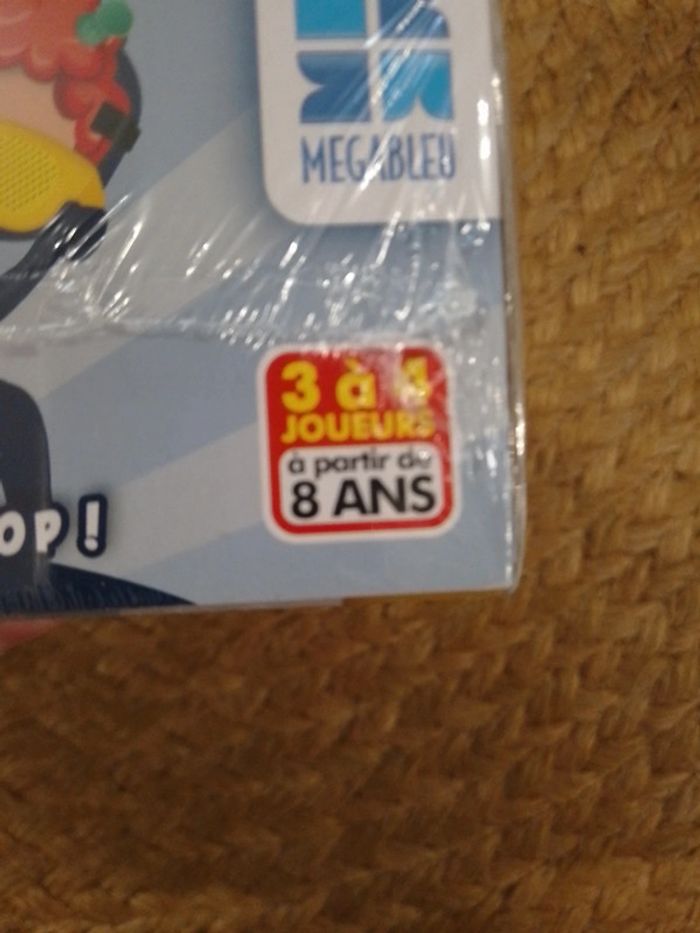 MEGABLEU
3 à 4
JOUEURS
à partir de
8 ANS
OP!